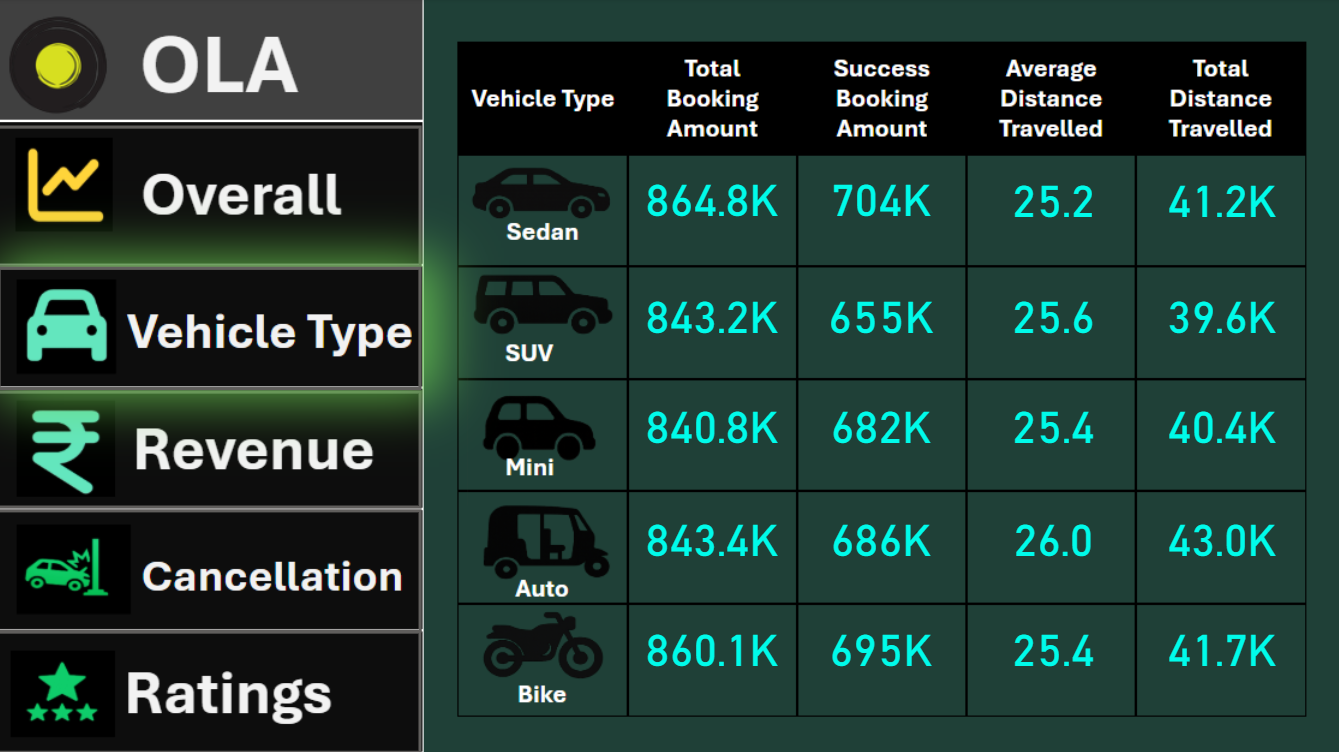 OLA
Overall
Vehicle Type
Revenue
Cancellation
Ratings
Vehicle Type
Total
Booking
Amount
Success
Booking
Amount
Average
Distance
Travelled
Total
Distance
Travelled
Sedan
864.8K
704K
25.2
41.2K
SUV
843.2K
655K
25.6
39.6K
Mini
840.8K
682K
25.4
40.4K
Auto
843.4K
686K
26.0
43.0K
Bike
860.1K
695K
25.4
41.7K